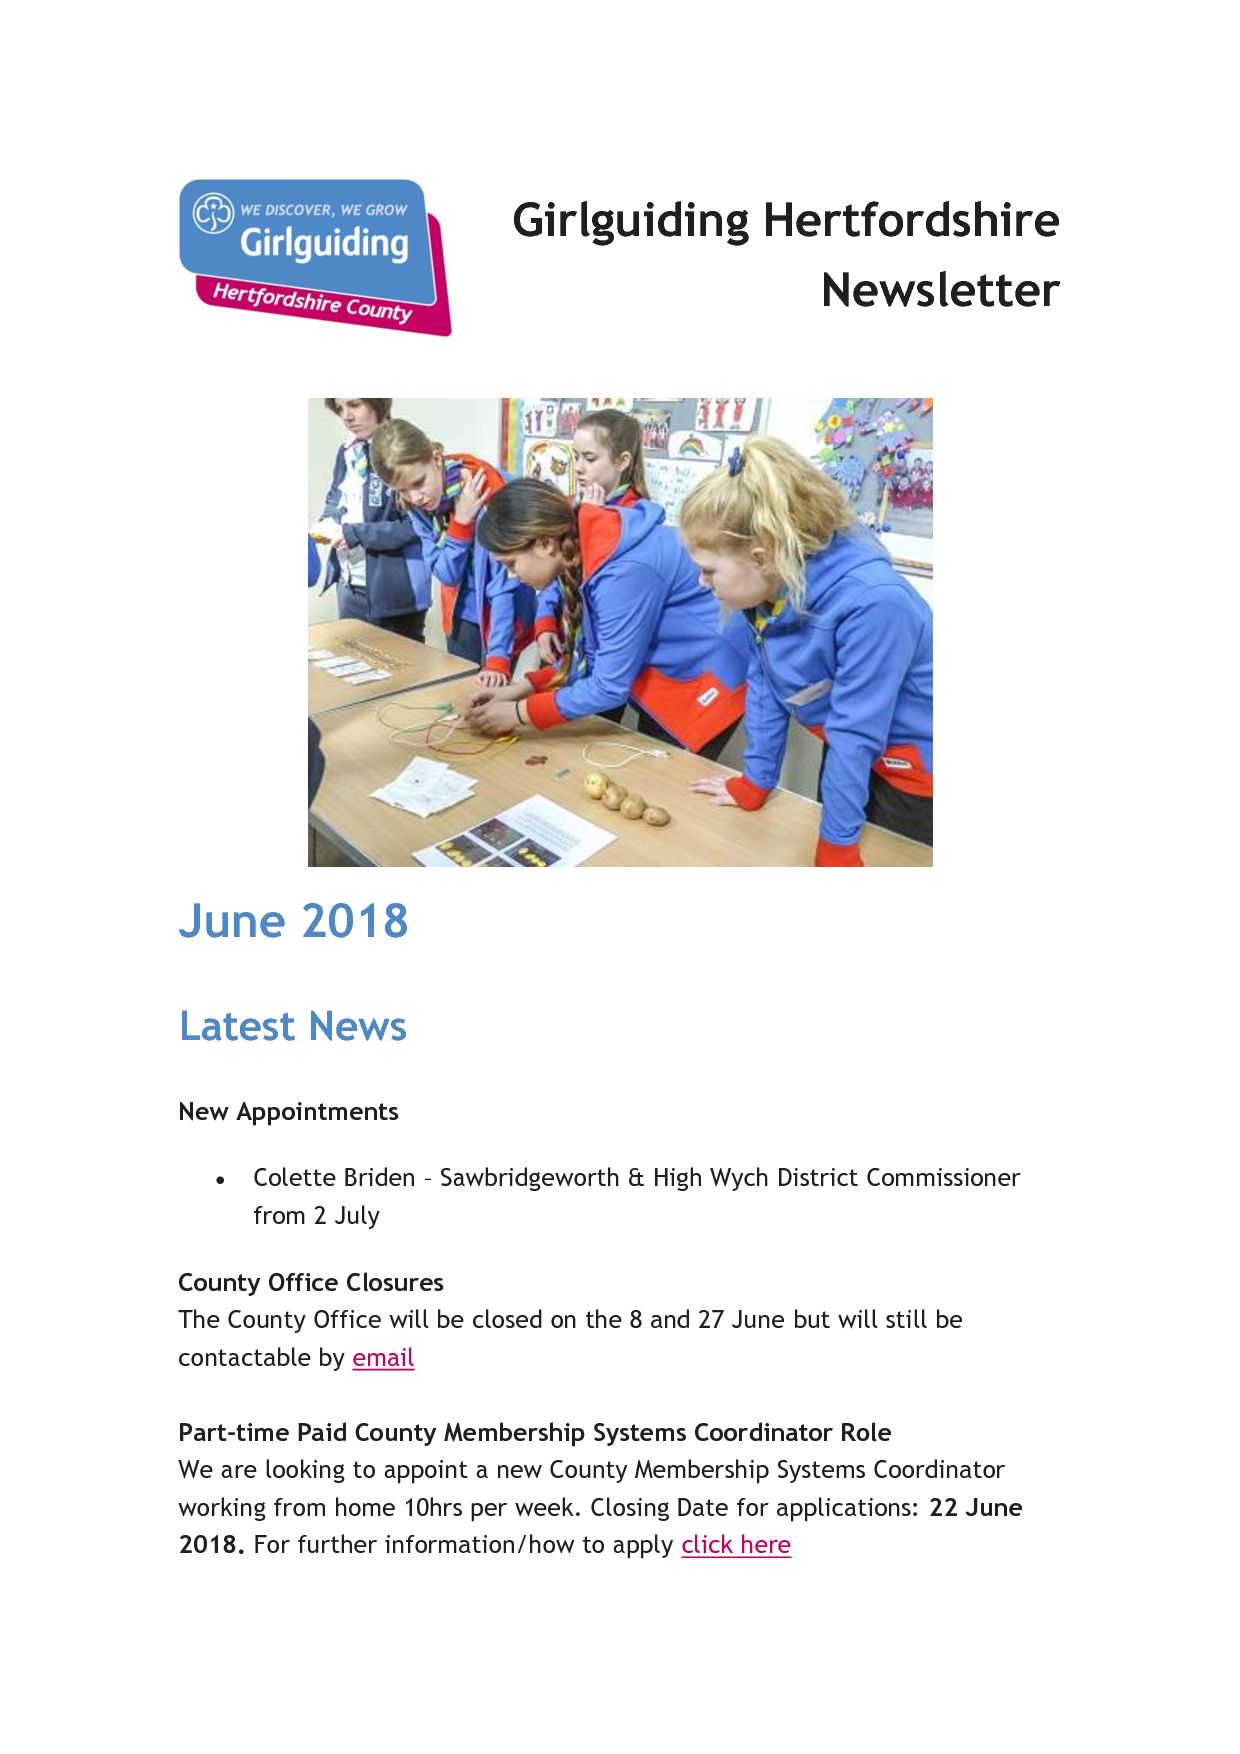 WE DISCOVER, WE GROW
Girlguiding
Hertfordshire County
Girlguiding Hertfordshire
Newsletter
June 2018
Latest News
New Appointments
• Colette Briden – Sawbridgeworth & High Wych District Commissioner
from 2 July
County Office Closures
The County Office will be closed on the 8 and 27 June but will still be
contactable by email
Part-time Paid County Membership Systems Coordinator Role
We are looking to appoint a new County Membership Systems Coordinator
working from home 10hrs per week. Closing Date for applications: 22 June
2018. For further information/how to apply click here